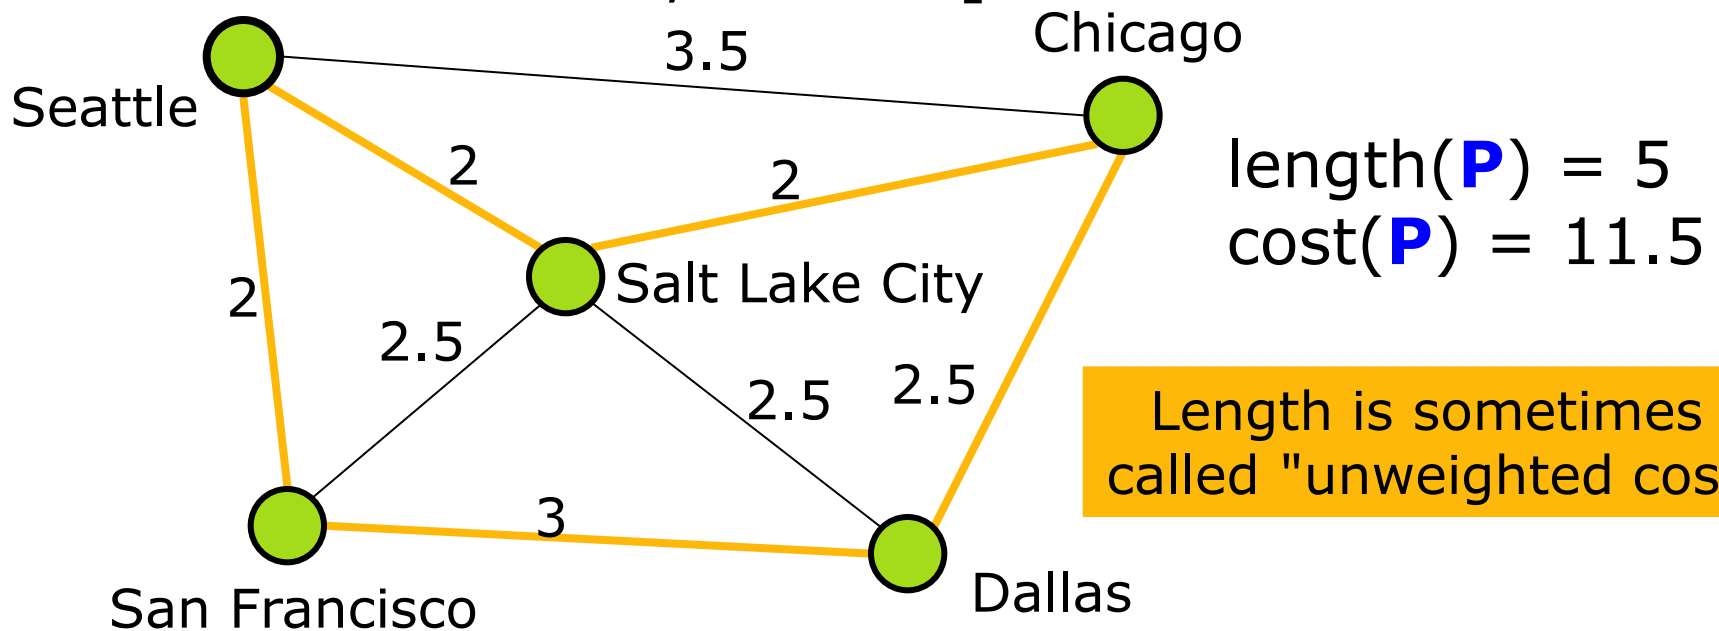 3.5
Chicago
Seattle
2
2
length(P) = 5
cost(P) = 11.5
Salt Lake City
2
2.5
2.5
2.5
Length is sometimes
called "unweighted cos
3
Dallas
San Francisco